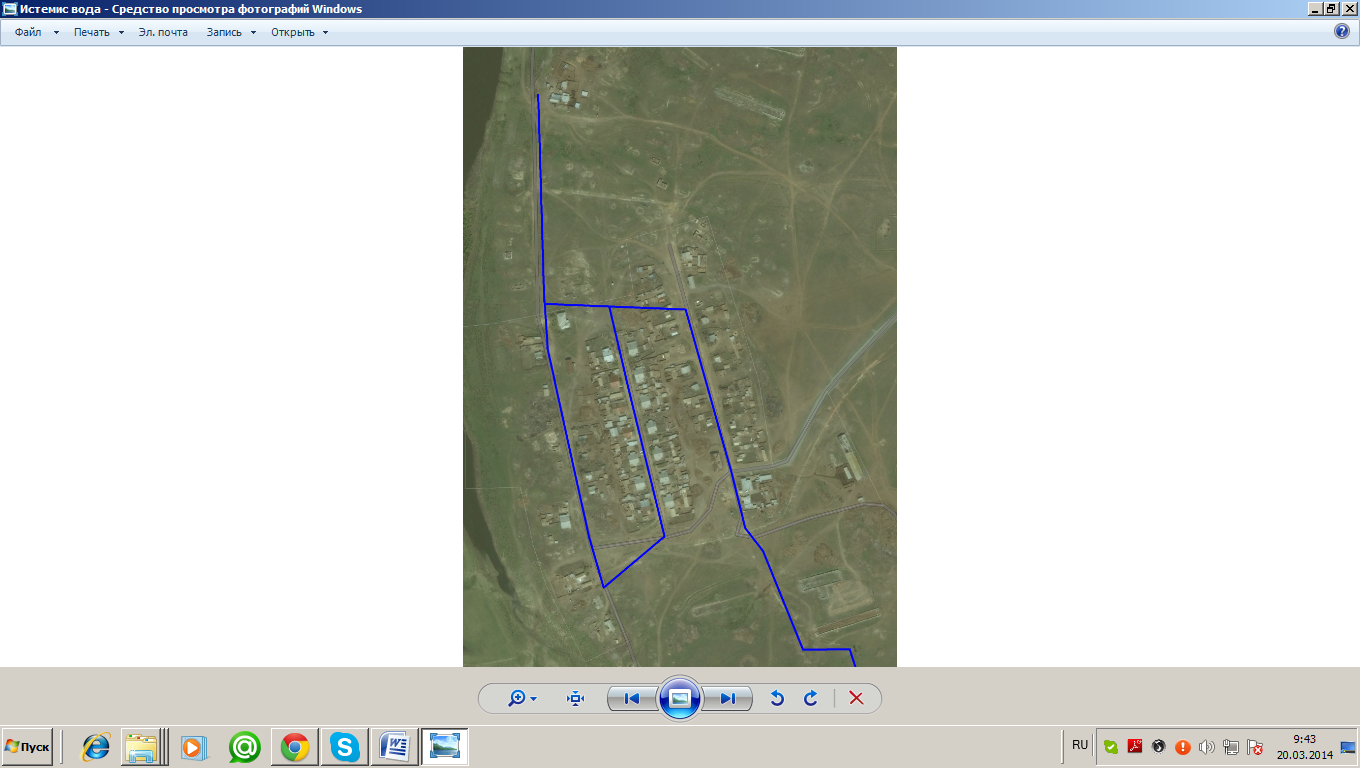 Истемис вода - Средство просмотра фотографий Windows
Файл Печать Эл. почта Запись Открыть
Пуск
RU
9:43
20.03.2014